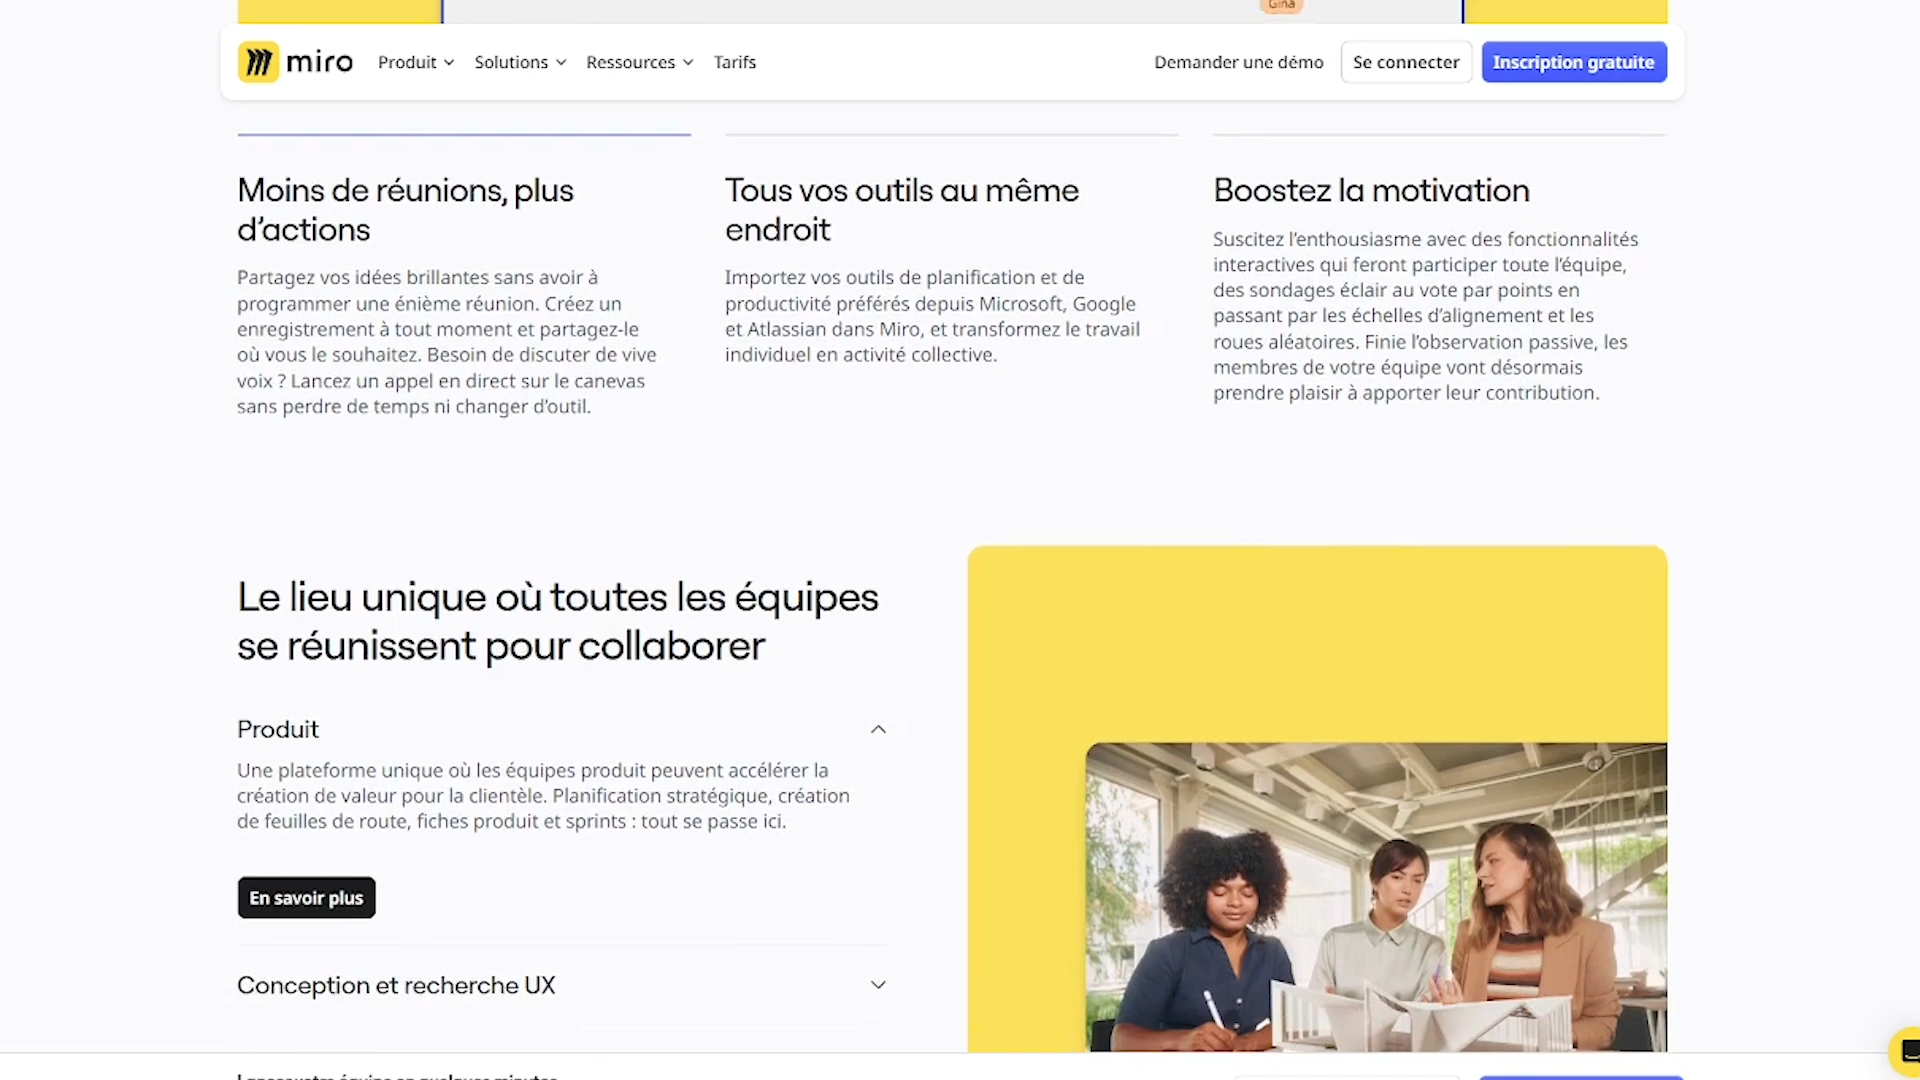 Gina
miro
Produit
Solutions
Ressources
Tarifs
Demander une démo
Se connecter
Inscription gratuite
Moins de réunions, plus
d’actions
Partagez vos idées brillantes sans avoir à
programmer une énième réunion. Créez un
enregistrement à tout moment et partagez-le
où vous le souhaitez. Besoin de discuter de vive
voix ? Lancez un appel en direct sur le canevas
sans perdre de temps ni changer d’outil.
Tous vos outils au même
endroit
Importez vos outils de planification et de
productivité préférés depuis Microsoft, Google
et Atlassian dans Miro, et transformez le travail
individuel en activité collective.
Boostez la motivation
Suscitez l’enthousiasme avec des fonctionnalités
interactives qui feront participer toute l’équipe,
des sondages éclair au vote par points en
passant par les échelles d’alignement et les
roues aléatoires. Finie l’observation passive, les
membres de votre équipe vont désormais
prendre plaisir à apporter leur contribution.
Le lieu unique où toutes les équipes
se réunissent pour collaborer
Produit
Une plateforme unique où les équipes produit peuvent accélérer la
création de valeur pour la clientèle. Planification stratégique, création
de feuilles de route, fiches produit et sprints : tout se passe ici.
En savoir plus
Conception et recherche UX